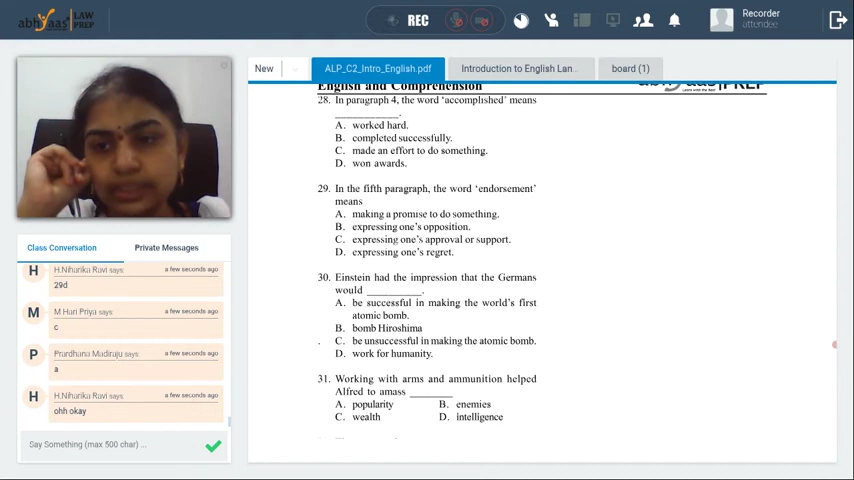 abhyaas LAW PREP
REC
Recorder
attendee
New
ALP_C2_Intro_English.pdf
Introduction to English Lan...
board (1)
English and Comprehension
28. In paragraph 4, the word ‘accomplished’ means
____________.
A. worked hard.
B. completed successfully.
C. made an effort to do something.
D. won awards.
29. In the fifth paragraph, the word ‘endorsement’
means
A. making a promise to do something.
B. expressing one’s opposition.
C. expressing one’s approval or support.
D. expressing one’s regret.
30. Einstein had the impression that the Germans
would __________.
A. be successful in making the world’s first
atomic bomb.
B. bomb Hiroshima
C. be unsuccessful in making the atomic bomb.
D. work for humanity.
31. Working with arms and ammunition helped
Alfred to amass ________
A. popularity B. enemies
C. wealth D. intelligence
Class Conversation Private Messages
H H.Niharika Ravi says: a few seconds ago
29d
M M Hari Priya says: a few seconds ago
c
P Prardhana Madiraju says: a few seconds ago
a
H H.Niharika Ravi says: a few seconds ago
ohh okay
Say Something (max 500 char) ...